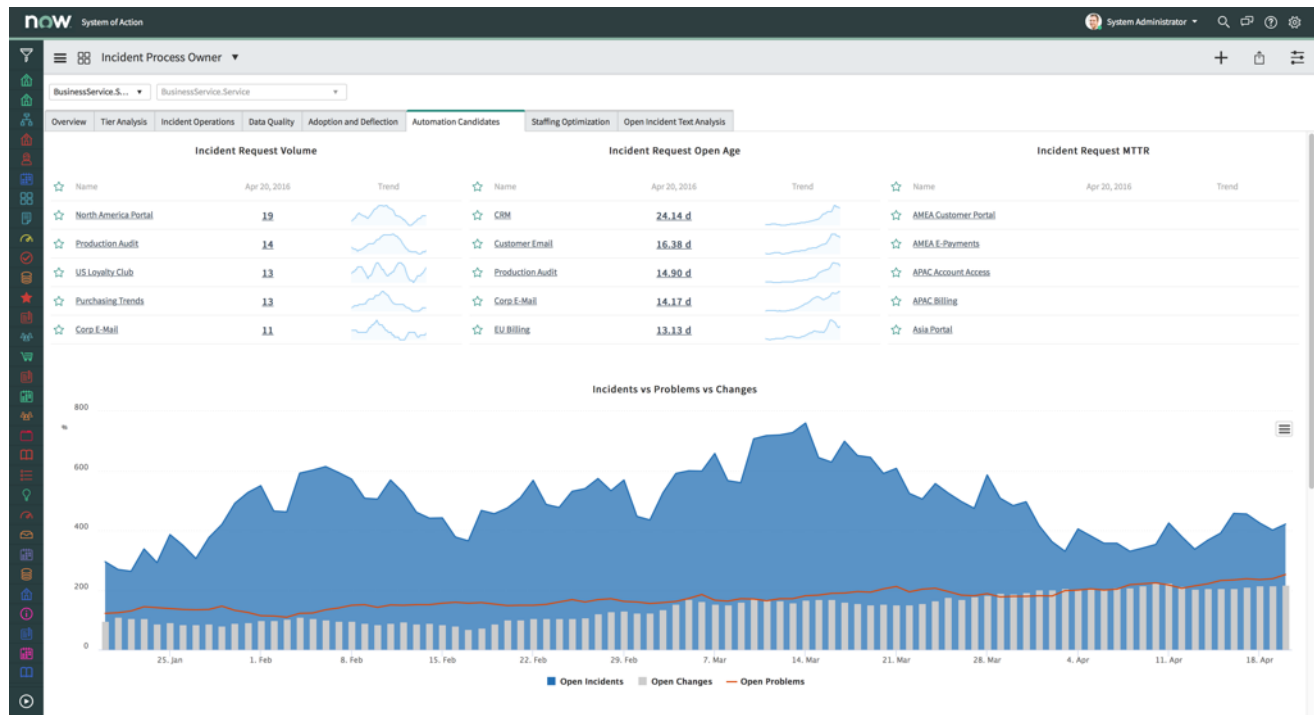 now System of Action
System Administrator
Incident Process Owner
BusinessService.S... BusinessService.Service
Overview Tier Analysis Incident Operations Data Quality Adoption and Deflection Automation Candidates Staffing Optimization Open Incident Text Analysis
Incident Request Volume
Name Apr 20, 2016 Trend
North America Portal 19
Production Audit 14
US Loyalty Club 13
Purchasing Trends 13
Corp E-Mail 11
Incident Request Open Age
Name Apr 20, 2016 Trend
CRM 24.14 d
Customer Email 16.38 d
Production Audit 14.90 d
Corp E-Mail 14.17 d
EU Billing 13.13 d
Incident Request MTTR
Name Apr 20, 2016 Trend
AMEA Customer Portal
AMEA E-Payments
APAC Account Access
APAC Billing
Asia Portal
Incidents vs Problems vs Changes
#
800
600
400
200
0
25. Jan 1. Feb 8. Feb 15. Feb 22. Feb 29. Feb 7. Mar 14. Mar 21. Mar 28. Mar 4. Apr 11. Apr 18. Apr
Open Incidents Open Changes Open Problems